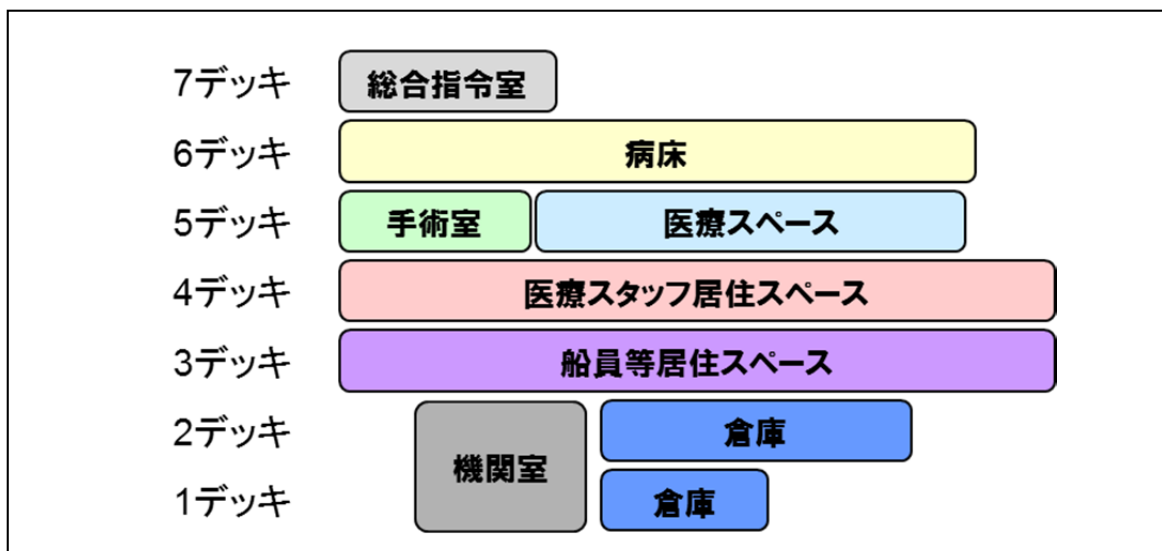 7デッキ 総合指令室
6デッキ 病床
5デッキ 手術室 医療スペース
4デッキ 医療スタッフ居住スペース
3デッキ 船員等居住スペース
2デッキ 倉庫
機関室
1デッキ 倉庫